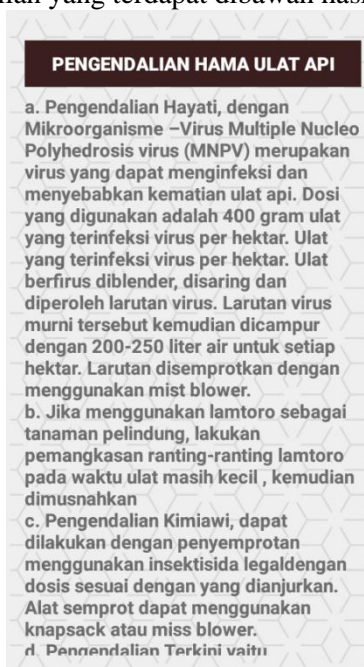 PENGENDALIAN HAMA ULAT API
a. Pengendalian Hayati, dengan
Mikroorganisme –Virus Multiple Nucleo
Polyhedrosis virus (MNPV) merupakan
virus yang dapat menginfeksi dan
menyebabkan kematian ulat api. Dosi
yang digunakan adalah 400 gram ulat
yang terinfeksi virus per hektar. Ulat
yang terinfeksi virus per hektar. Ulat
berfirus diblender, disaring dan
diperoleh larutan virus. Larutan virus
murni tersebut kemudian dicampur
dengan 200-250 liter air untuk setiap
hektar. Larutan disemprotkan dengan
menggunakan mist blower.
b. Jika menggunakan lamtoro sebagai
tanaman pelindung, lakukan
pemangkasan ranting-ranting lamtoro
pada waktu ulat masih kecil , kemudian
dimusnahkan
c. Pengendalian Kimiawi, dapat
dilakukan dengan penyemprotan
menggunakan insektisida legaldengan
dosis sesuai dengan yang dianjurkan.
Alat semprot dapat menggunakan
knapsack atau miss blower.
d. Pengendalian Terkini yaitu